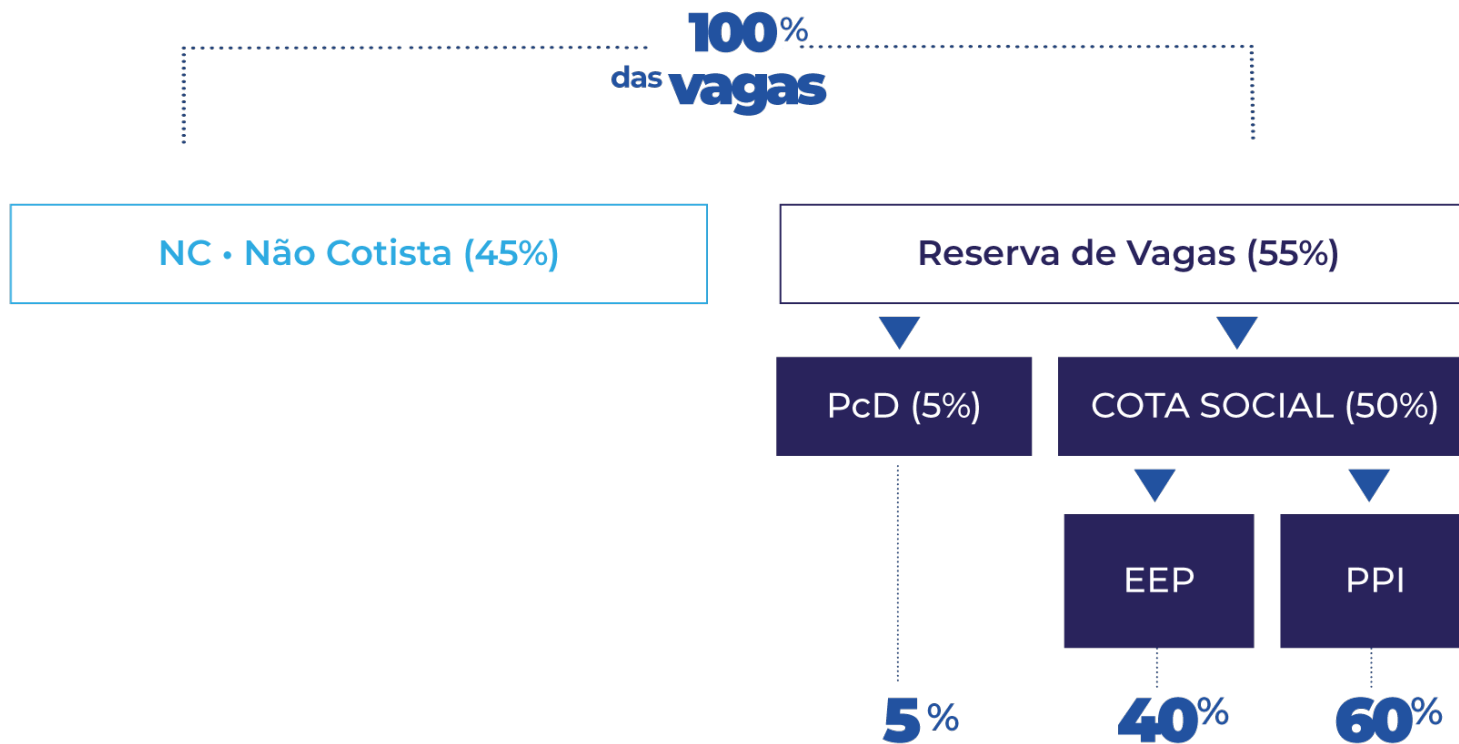 100%
das vagas
NC • Não Cotista (45%)
Reserva de Vagas (55%)
PcD (5%)
COTA SOCIAL (50%)
EEP
PPI
5%
40%
60%